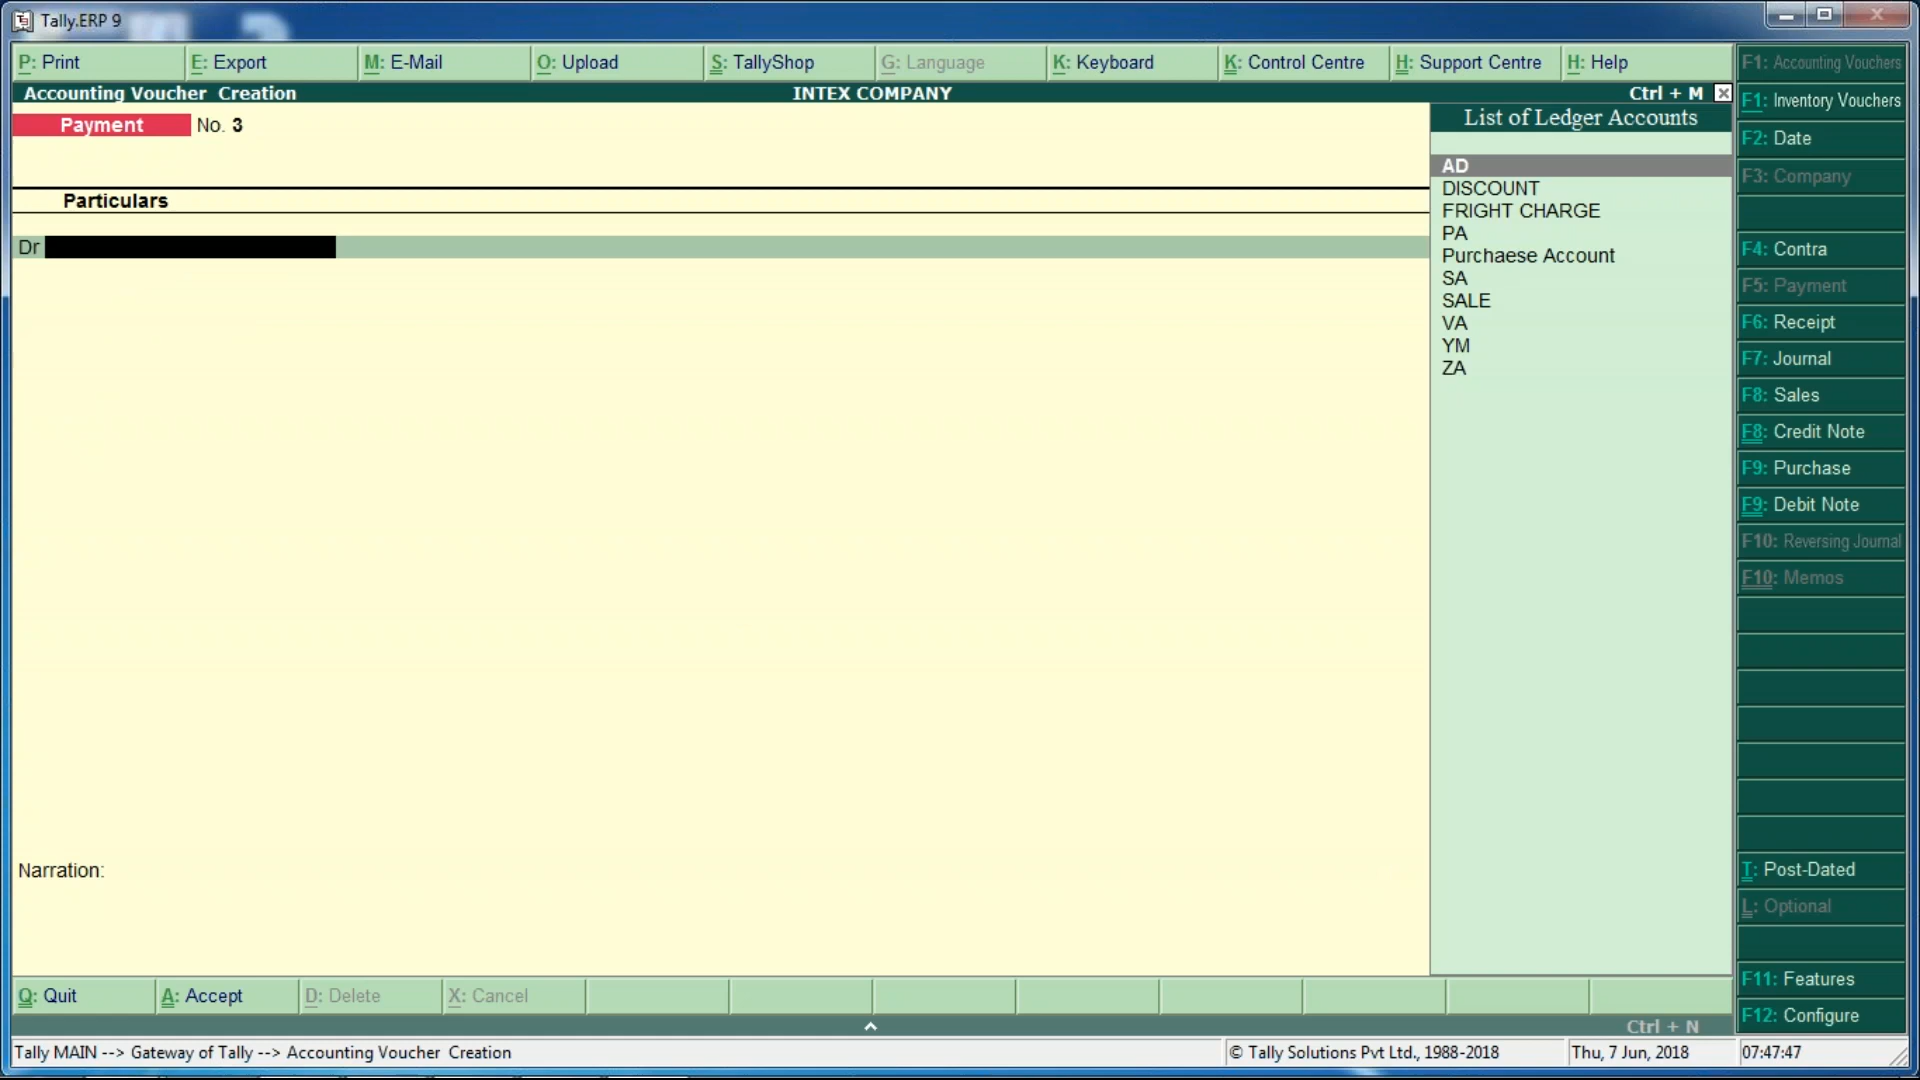 Tally.ERP 9
P: Print E: Export M: E-Mail O: Upload S: TallyShop G: Language K: Keyboard K: Control Centre H: Support Centre H: Help
Accounting Voucher Creation INTEX COMPANY Ctrl + M
Payment No. 3
Particulars
Dr
Narration:
List of Ledger Accounts
AD
DISCOUNT
FRIGHT CHARGE
PA
Purchaese Account
SA
SALE
VA
YM
ZA
F1: Accounting Vouchers
F1: Inventory Vouchers
F2: Date
F3: Company
F4: Contra
F5: Payment
F6: Receipt
F7: Journal
F8: Sales
F8: Credit Note
F9: Purchase
F9: Debit Note
F10: Reversing Journal
F10: Memos
T: Post-Dated
L: Optional
F11: Features
F12: Configure
Q: Quit A: Accept D: Delete X: Cancel
Ctrl + N
Tally MAIN --> Gateway of Tally --> Accounting Voucher Creation © Tally Solutions Pvt Ltd., 1988-2018 Thu, 7 Jun, 2018 07:47:47